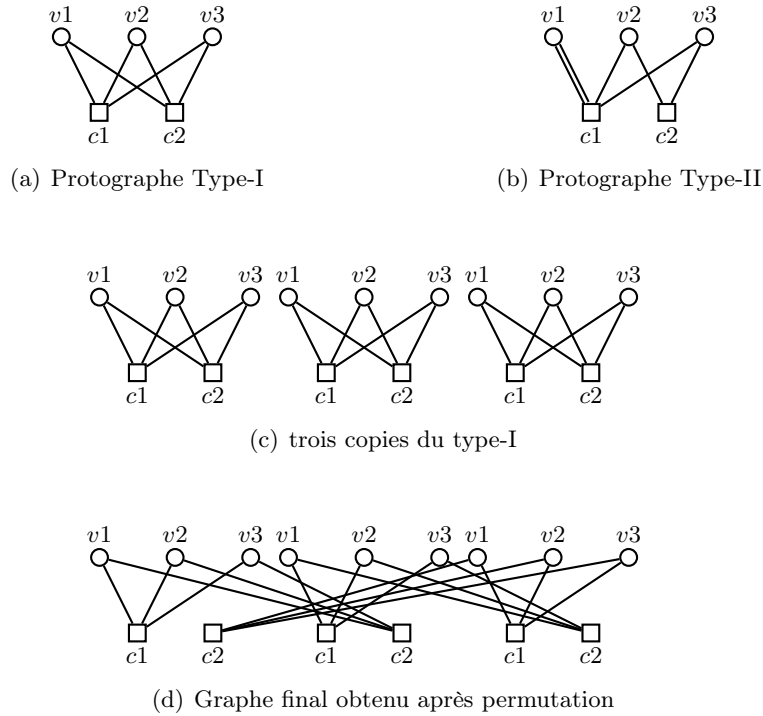 v1 v2 v3 v1 v2 v3
c1 c2 c1 c2
(a) Protographe Type-I (b) Protographe Type-II
v1 v2 v3 v1 v2 v3 v1 v2 v3
c1 c2 c1 c2 c1 c2
(c) trois copies du type-I
v1 v2 v3 v1 v2 v3 v1 v2 v3
c1 c2 c1 c2 c1 c2
(d) Graphe final obtenu après permutation